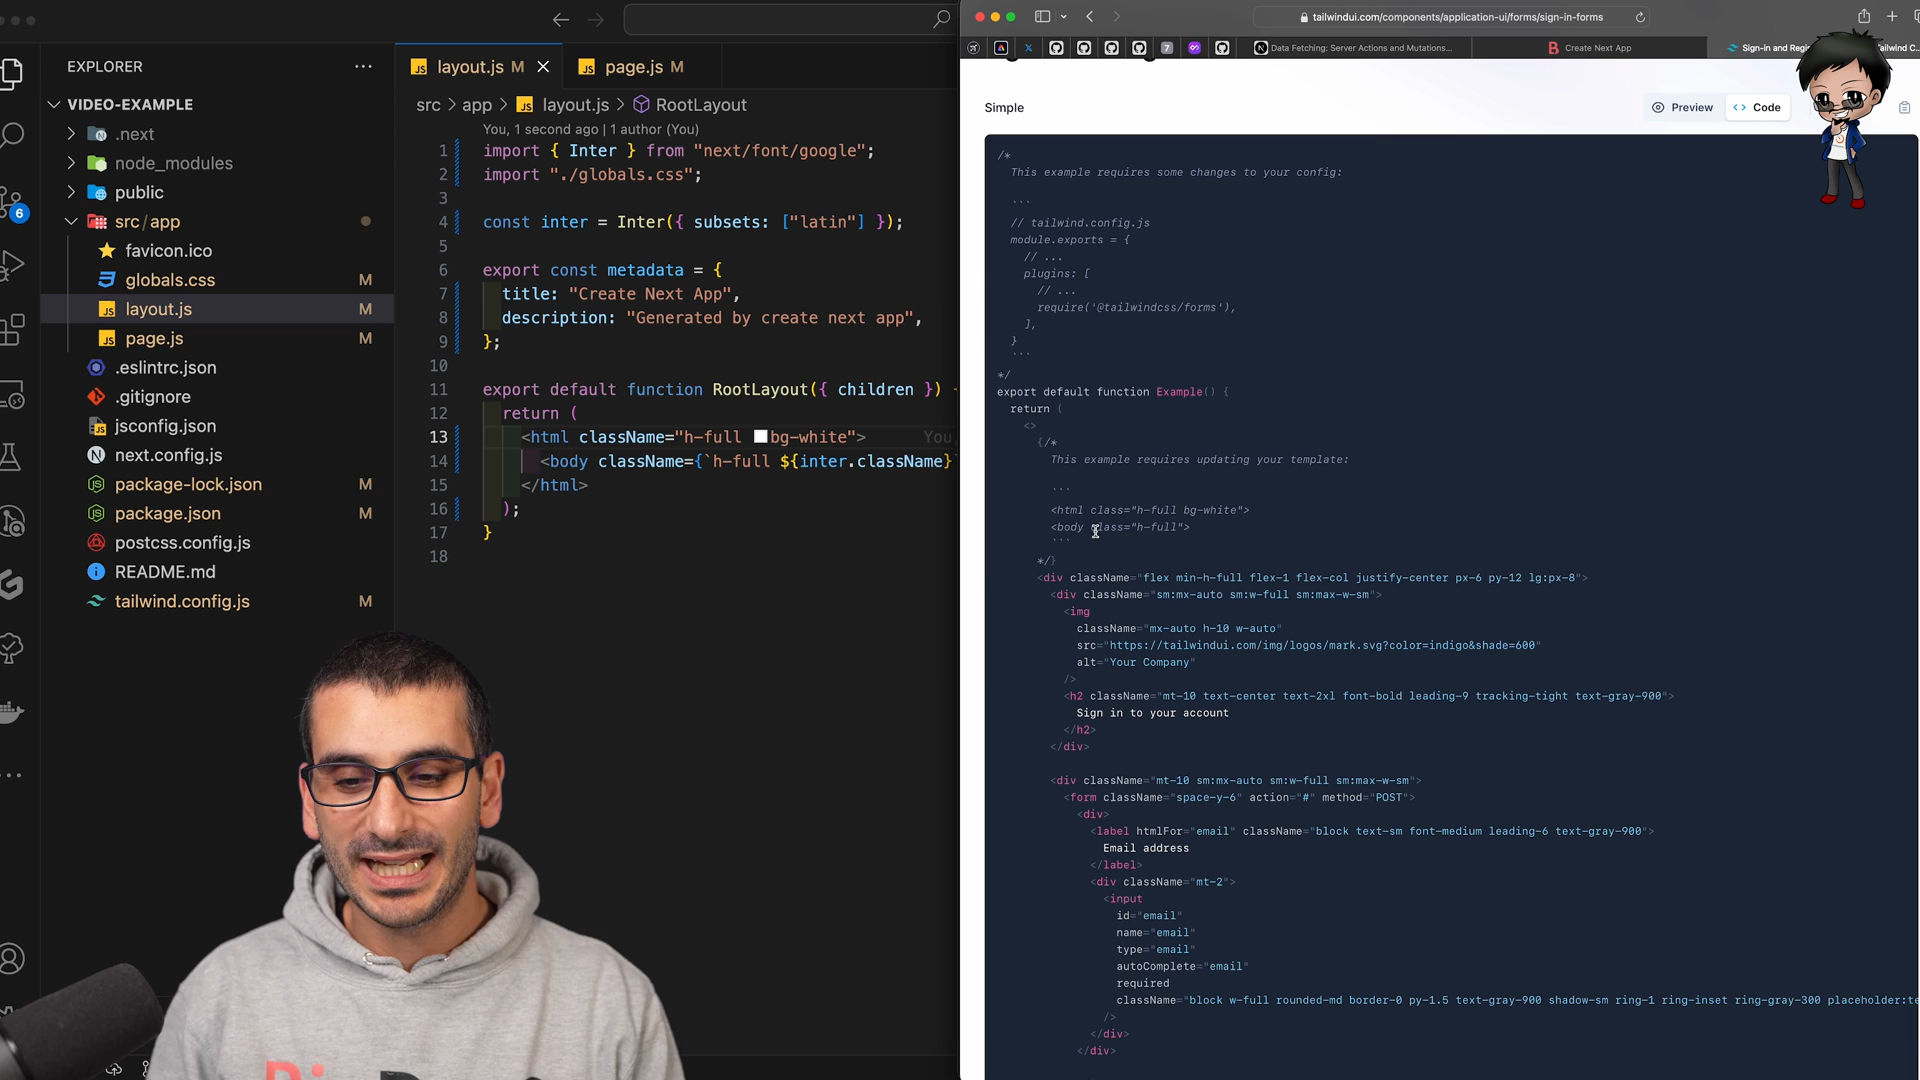 EXPLORER
VIDEO-EXAMPLE
.next
node_modules
public
src/app
favicon.ico
globals.css M
layout.js M
page.js M
.eslintrc.json
.gitignore
jsconfig.json
next.config.js
package-lock.json M
package.json M
postcss.config.js
README.md
tailwind.config.js M
6
layout.js M
page.js M
src > app > layout.js > RootLayout
You, 1 second ago | 1 author (You)
1 import { Inter } from "next/font/google";
2 import "./globals.css";
3
4 const inter = Inter({ subsets: ["latin"] });
5
6 export const metadata = {
7 title: "Create Next App",
8 description: "Generated by create next app",
9 };
10
11 export default function RootLayout({ children }) {
12 return (
13 <html className="h-full bg-white"> You,
14 <body className={`h-full ${inter.className}`
15 </html>
16 );
17 }
18
tailwindui.com/components/application-ui/forms/sign-in-forms
7
Data Fetching: Server Actions and Mutations...
B Create Next App
Simple
Preview
Code
/*
This example requires some changes to your config:
```
// tailwind.config.js
module.exports = {
// ...
plugins: [
// ...
require('@tailwindcss/forms'),
],
}
```
*/
export default function Example() {
return (
<>
{/*
This example requires updating your template:
```
<html class="h-full bg-white">
<body class="h-full">
```
*/}
<div className="flex min-h-full flex-1 flex-col justify-center px-6 py-12 lg:px-8">
<div className="sm:mx-auto sm:w-full sm:max-w-sm">
<img
className="mx-auto h-10 w-auto"
src="https://tailwindui.com/img/logos/mark.svg?color=indigo&shade=600"
alt="Your Company"
/>
<h2 className="mt-10 text-center text-2xl font-bold leading-9 tracking-tight text-gray-900">
Sign in to your account
</h2>
</div>
<div className="mt-10 sm:mx-auto sm:w-full sm:max-w-sm">
<form className="space-y-6" action="#" method="POST">
<div>
<label htmlFor="email" className="block text-sm font-medium leading-6 text-gray-900">
Email address
</label>
<div className="mt-2">
<input
id="email"
name="email"
type="email"
autoComplete="email"
required
className="block w-full rounded-md border-0 py-1.5 text-gray-900 shadow-sm ring-1 ring-inset ring-gray-300 placeholder:te
/>
</div>
</div>